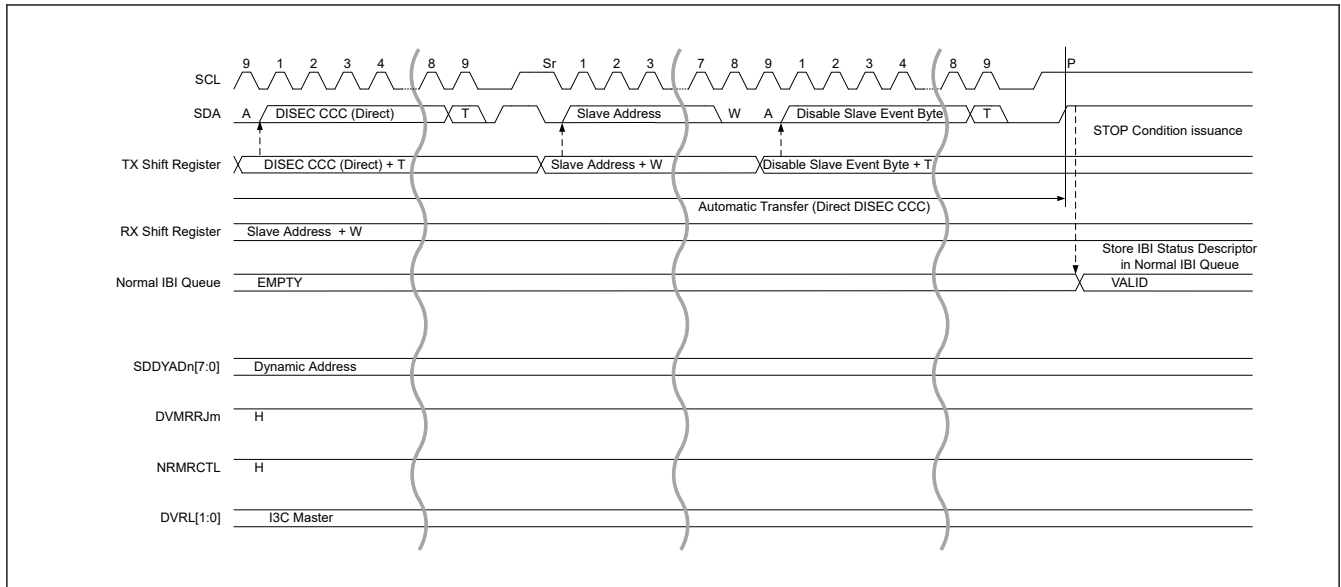 9 1 2 3 4 8 9 Sr 1 2 3 7 8 9 1 2 3 4 8 9 P
SCL
SDA A DISEC CCC (Direct) T Slave Address W A Disable Slave Event Byte T
STOP Condition issuance
TX Shift Register DISEC CCC (Direct) + T Slave Address + W Disable Slave Event Byte + T
Automatic Transfer (Direct DISEC CCC)
RX Shift Register Slave Address + W
Store IBI Status Descriptor
in Normal IBI Queue
Normal IBI Queue EMPTY VALID
SDDYADn[7:0] Dynamic Address
DVMRRJm H
NRMRCTL H
DVRL[1:0] I3C Master